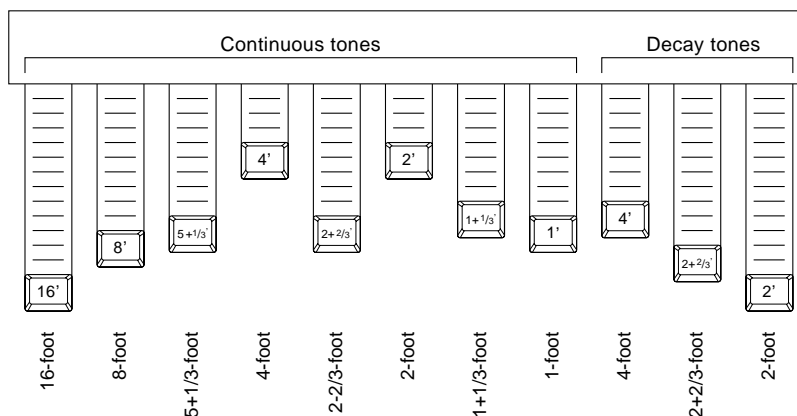 Continuous tones
Decay tones
16’
8’
5+1/3’
4’
2+2/3’
2’
1+1/3’
1’
4’
2+2/3’
2’
16-foot
8-foot
5+1/3-foot
4-foot
2-2/3-foot
2-foot
1+1/3-foot
1-foot
4-foot
2+2/3-foot
2-foot